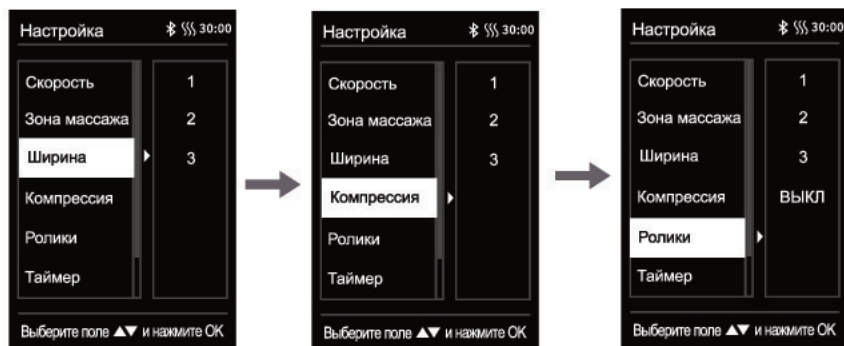 Настройка 30:00
Скорость 1
Зона массажа 2
Ширина 3
Компрессия
Ролики
Таймер
Выберите поле ▲▼ и нажмите OK
Настройка 30:00
Скорость 1
Зона массажа 2
Ширина 3
Компрессия
Ролики
Таймер
Выберите поле ▲▼ и нажмите OK
Настройка 30:00
Скорость 1
Зона массажа 2
Ширина 3
Компрессия ВЫКЛ
Ролики
Таймер
Выберите поле ▲▼ и нажмите OK